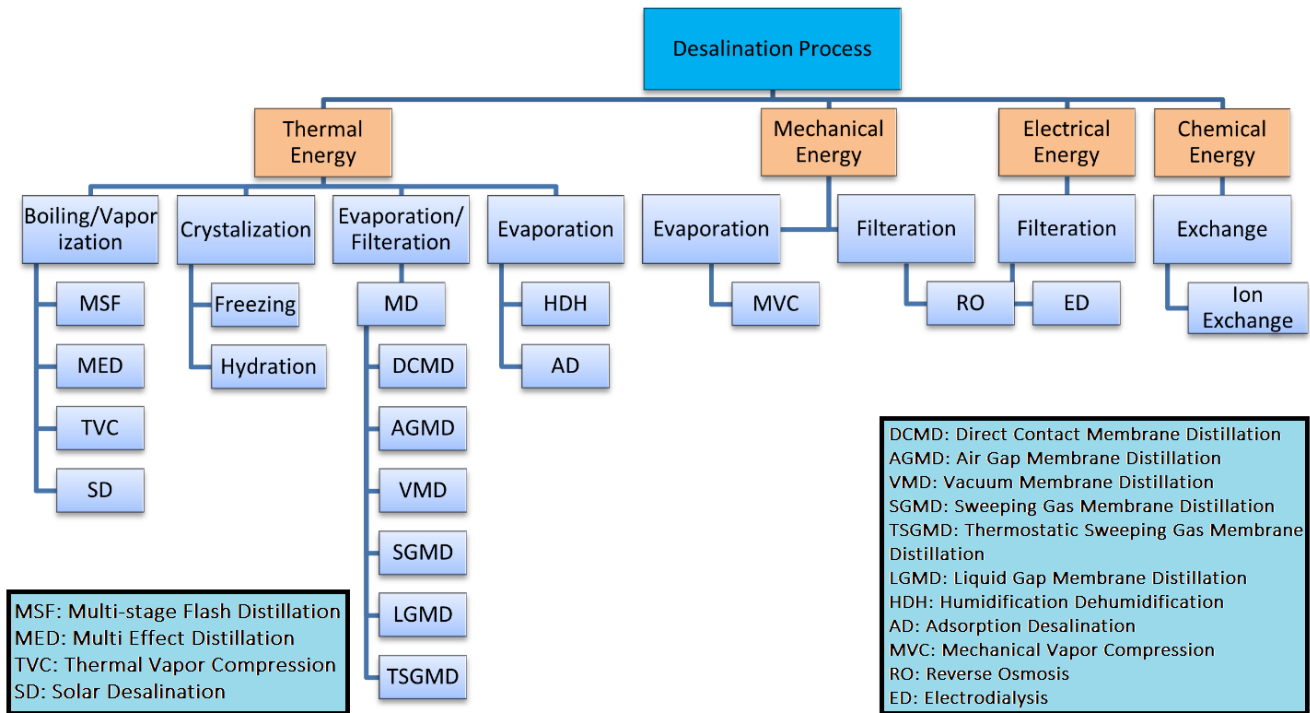 Desalination Process
Thermal
Energy
Mechanical
Energy
Electrical
Energy
Chemical
Energy
Boiling/Vapor
ization
Crystalization
Evaporation/
Filteration
Evaporation
Evaporation
Filteration
Filteration
Exchange
MSF
MED
TVC
SD
Freezing
Hydration
MD
DCMD
AGMD
VMD
SGMD
LGMD
TSGMD
HDH
AD
MVC
RO
ED
Ion
Exchange
MSF: Multi-stage Flash Distillation
MED: Multi Effect Distillation
TVC: Thermal Vapor Compression
SD: Solar Desalination
DCMD: Direct Contact Membrane Distillation
AGMD: Air Gap Membrane Distillation
VMD: Vacuum Membrane Distillation
SGMD: Sweeping Gas Membrane Distillation
TSGMD: Thermostatic Sweeping Gas Membrane
Distillation
LGMD: Liquid Gap Membrane Distillation
HDH: Humidification Dehumidification
AD: Adsorption Desalination
MVC: Mechanical Vapor Compression
RO: Reverse Osmosis
ED: Electrodialysis